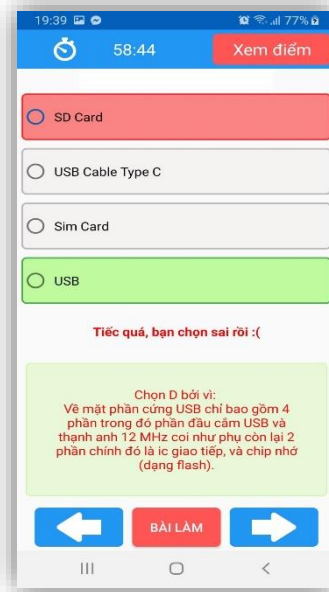 19:39 77%
58:44 Xem điểm
SD Card
USB Cable Type C
Sim Card
USB
Tiếc quá, bạn chọn sai rồi :(
Chọn D bởi vì:
Về mặt phần cứng USB chỉ bao gồm 4
phần trong đó phần đầu cắm USB và
thạnh anh 12 MHz coi như phụ còn lại 2
phần chính đó là ic giao tiếp, và chip nhớ
(dạng flash).
BÀI LÀM